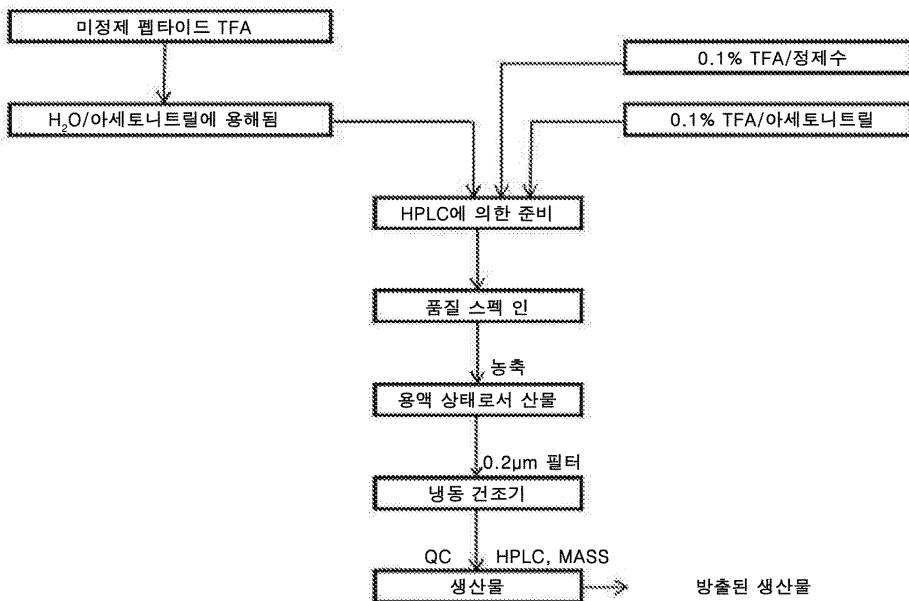 미정제 펩타이드 TFA
0.1% TFA/정제수
H₂O/아세토니트릴에 용해됨
0.1% TFA/아세토니트릴
HPLC에 의한 준비
품질 스펙 인
농축
용액 상태로서 산물
0.2μm 필터
냉동 건조기
QC HPLC, MASS
생산물 방출된 생산물